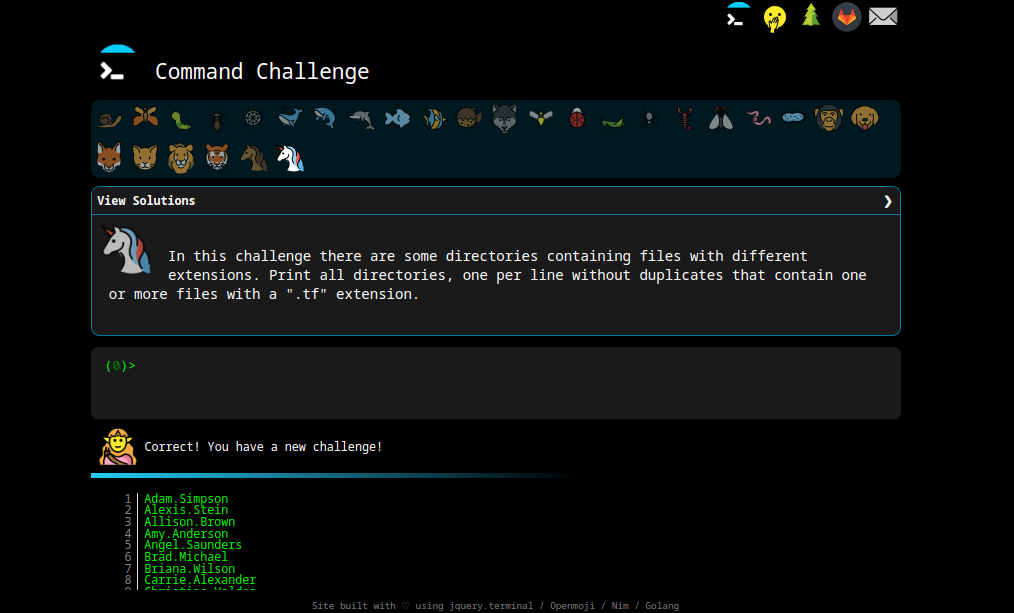 Command Challenge
View Solutions ❯
In this challenge there are some directories containing files with different
extensions. Print all directories, one per line without duplicates that contain one
or more files with a ".tf" extension.
(0)>
Correct! You have a new challenge!
1 Adam.Simpson
2 Alexis.Stein
3 Allison.Brown
4 Amy.Anderson
5 Angel.Saunders
6 Brad.Michael
7 Briana.Wilson
8 Carrie.Alexander
Site built with ♡ using jquery.terminal / Openmoji / Nim / Golang